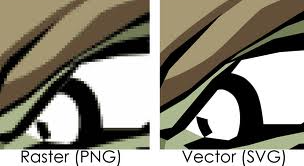 Raster (PNG)
Vector (SVG)